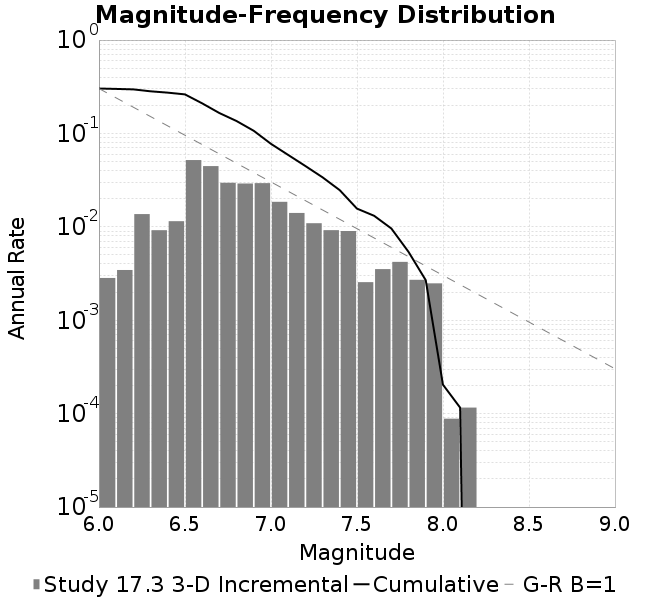 Magnitude-Frequency Distribution
10^0
10^-1
10^-2
10^-3
10^-4
10^-5
Annual Rate
6.0 6.5 7.0 7.5 8.0 8.5 9.0
Magnitude
Study 17.3 3-D Incremental Cumulative G-R B=1